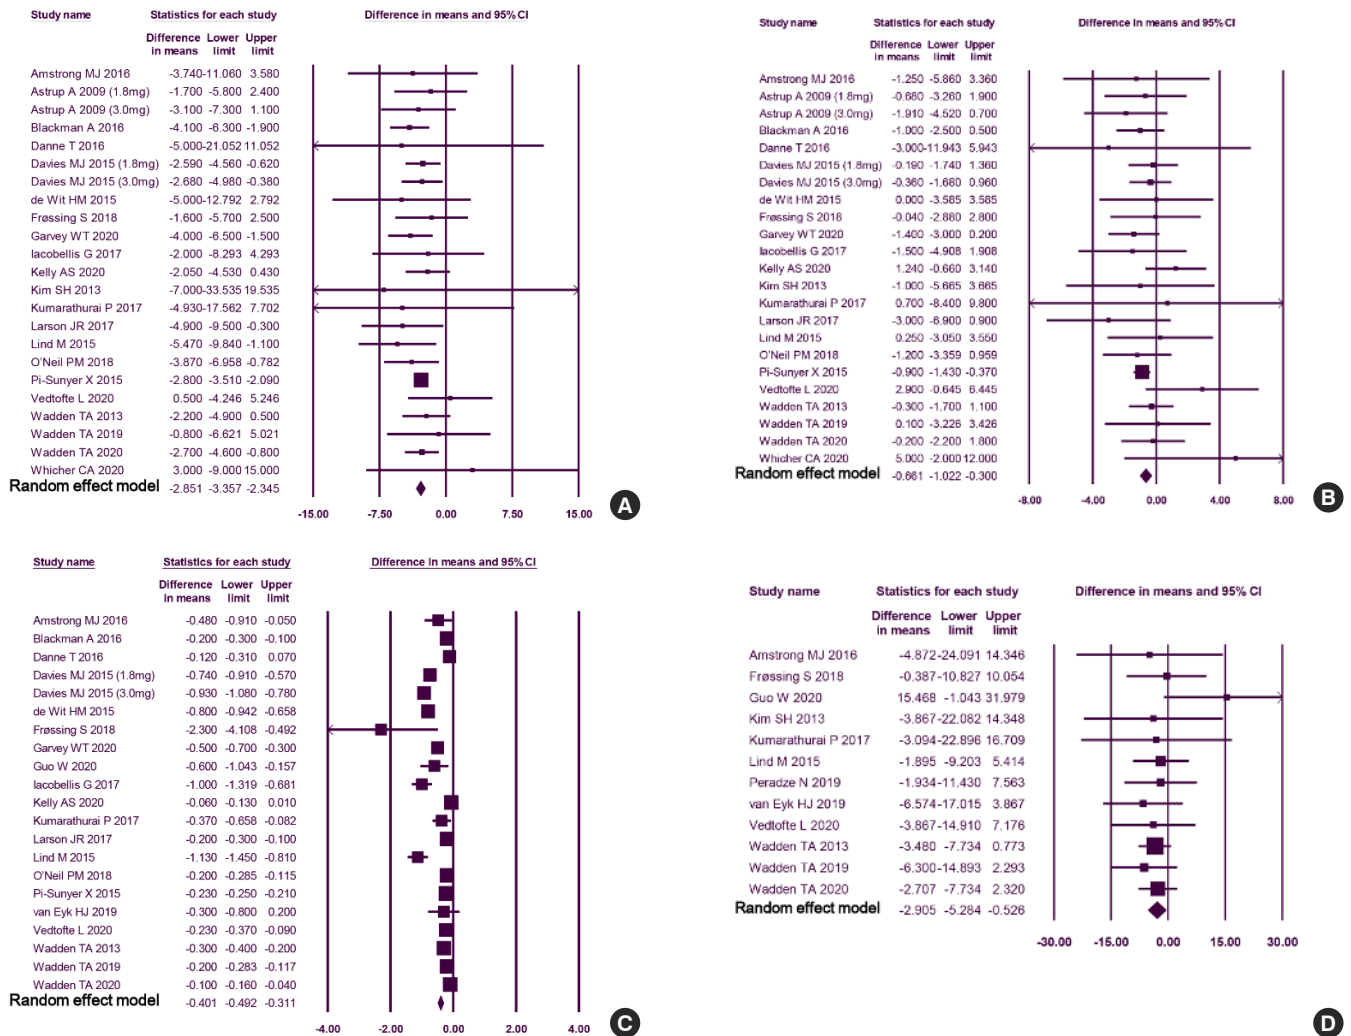 Study name Statistics for each study Difference in means and 95% CI
Difference in means Lower limit Upper limit
Amstrong MJ 2016 -3.740 -11.060 3.580
Astrup A 2009 (1.8mg) -1.700 -5.800 2.400
Astrup A 2009 (3.0mg) -3.100 -7.300 1.100
Blackman A 2016 -4.100 -6.300 -1.900
Danne T 2016 -5.000 -21.052 11.052
Davies MJ 2015 (1.8mg) -2.590 -4.560 -0.620
Davies MJ 2015 (3.0mg) -2.680 -4.980 -0.380
de Wit HM 2015 -5.000 -12.792 2.792
Frøssing S 2018 -1.600 -5.700 2.500
Garvey WT 2020 -4.000 -6.500 -1.500
Iacobellis G 2017 -2.000 -8.293 4.293
Kelly AS 2020 -2.050 -4.530 0.430
Kim SH 2013 -7.000 -33.535 19.535
Kumarathurai P 2017 -4.930 -17.562 7.702
Larson JR 2017 -4.900 -9.500 -0.300
Lind M 2015 -5.470 -9.840 -1.100
O'Neil PM 2018 -3.870 -6.958 -0.782
Pi-Sunyer X 2015 -2.800 -3.510 -2.090
Vedtofte L 2020 0.500 -4.246 5.246
Wadden TA 2013 -2.200 -4.900 0.500
Wadden TA 2019 -0.800 -6.621 5.021
Wadden TA 2020 -2.700 -4.600 -0.800
Whicher CA 2020 3.000 -9.000 15.000
Random effect model -2.851 -3.357 -2.345
-15.00 -7.50 0.00 7.50 15.00
A
Study name Statistics for each study Difference in means and 95% CI
Difference in means Lower limit Upper limit
Amstrong MJ 2016 -1.250 -5.860 3.360
Astrup A 2009 (1.8mg) -0.680 -3.260 1.900
Astrup A 2009 (3.0mg) -1.910 -4.520 0.700
Blackman A 2016 -1.000 -2.500 0.500
Danne T 2016 -3.000 -11.943 5.943
Davies MJ 2015 (1.8mg) -0.190 -1.740 1.360
Davies MJ 2015 (3.0mg) -0.360 -1.680 0.960
de Wit HM 2015 0.000 -3.585 3.585
Frøssing S 2018 -0.040 -2.880 2.800
Garvey WT 2020 -1.400 -3.000 0.200
Iacobellis G 2017 -1.500 -4.908 1.908
Kelly AS 2020 1.240 -0.660 3.140
Kim SH 2013 -1.000 -5.665 3.665
Kumarathurai P 2017 0.700 -8.400 9.800
Larson JR 2017 -3.000 -6.900 0.900
Lind M 2015 0.250 -3.050 3.550
O'Neil PM 2018 -1.200 -3.359 0.959
Pi-Sunyer X 2015 -0.900 -1.430 -0.370
Vedtofte L 2020 2.900 -0.645 6.445
Wadden TA 2013 -0.300 -1.700 1.100
Wadden TA 2019 0.100 -3.226 3.426
Wadden TA 2020 -0.200 -2.200 1.800
Whicher CA 2020 5.000 -2.000 12.000
Random effect model -0.661 -1.022 -0.300
-8.00 -4.00 0.00 4.00 8.00
B
Study name Statistics for each study Difference in means and 95% CI
Difference in means Lower limit Upper limit
Amstrong MJ 2016 -0.480 -0.910 -0.050
Blackman A 2016 -0.200 -0.300 -0.100
Danne T 2016 -0.120 -0.310 0.070
Davies MJ 2015 (1.8mg) -0.740 -0.910 -0.570
Davies MJ 2015 (3.0mg) -0.930 -1.080 -0.780
de Wit HM 2015 -0.800 -0.942 -0.658
Frøssing S 2018 -2.300 -4.108 -0.492
Garvey WT 2020 -0.500 -0.700 -0.300
Guo W 2020 -0.600 -1.043 -0.157
Iacobellis G 2017 -1.000 -1.319 -0.681
Kelly AS 2020 -0.060 -0.130 0.010
Kumarathurai P 2017 -0.370 -0.658 -0.082
Larson JR 2017 -0.200 -0.300 -0.100
Lind M 2015 -1.130 -1.450 -0.810
O'Neil PM 2018 -0.200 -0.285 -0.115
Pi-Sunyer X 2015 -0.230 -0.250 -0.210
van Eyk HJ 2019 -0.300 -0.800 0.200
Vedtofte L 2020 -0.230 -0.370 -0.090
Wadden TA 2013 -0.300 -0.400 -0.200
Wadden TA 2019 -0.200 -0.283 -0.117
Wadden TA 2020 -0.100 -0.160 -0.040
Random effect model -0.401 -0.492 -0.311
-4.00 -2.00 0.00 2.00 4.00
C
Study name Statistics for each study Difference in means and 95% CI
Difference in means Lower limit Upper limit
Amstrong MJ 2016 -4.872 -24.091 14.346
Frøssing S 2018 -0.387 -10.827 10.054
Guo W 2020 15.468 -1.043 31.979
Kim SH 2013 -3.867 -22.082 14.348
Kumarathurai P 2017 -3.094 -22.896 16.709
Lind M 2015 -1.895 -9.203 5.414
Peradze N 2019 -1.934 -11.430 7.563
van Eyk HJ 2019 -6.574 -17.015 3.867
Vedtofte L 2020 -3.867 -14.910 7.176
Wadden TA 2013 -3.480 -7.734 0.773
Wadden TA 2019 -6.300 -14.893 2.293
Wadden TA 2020 -2.707 -7.734 2.320
Random effect model -2.905 -5.284 -0.526
-30.00 -15.00 0.00 15.00 30.00
D